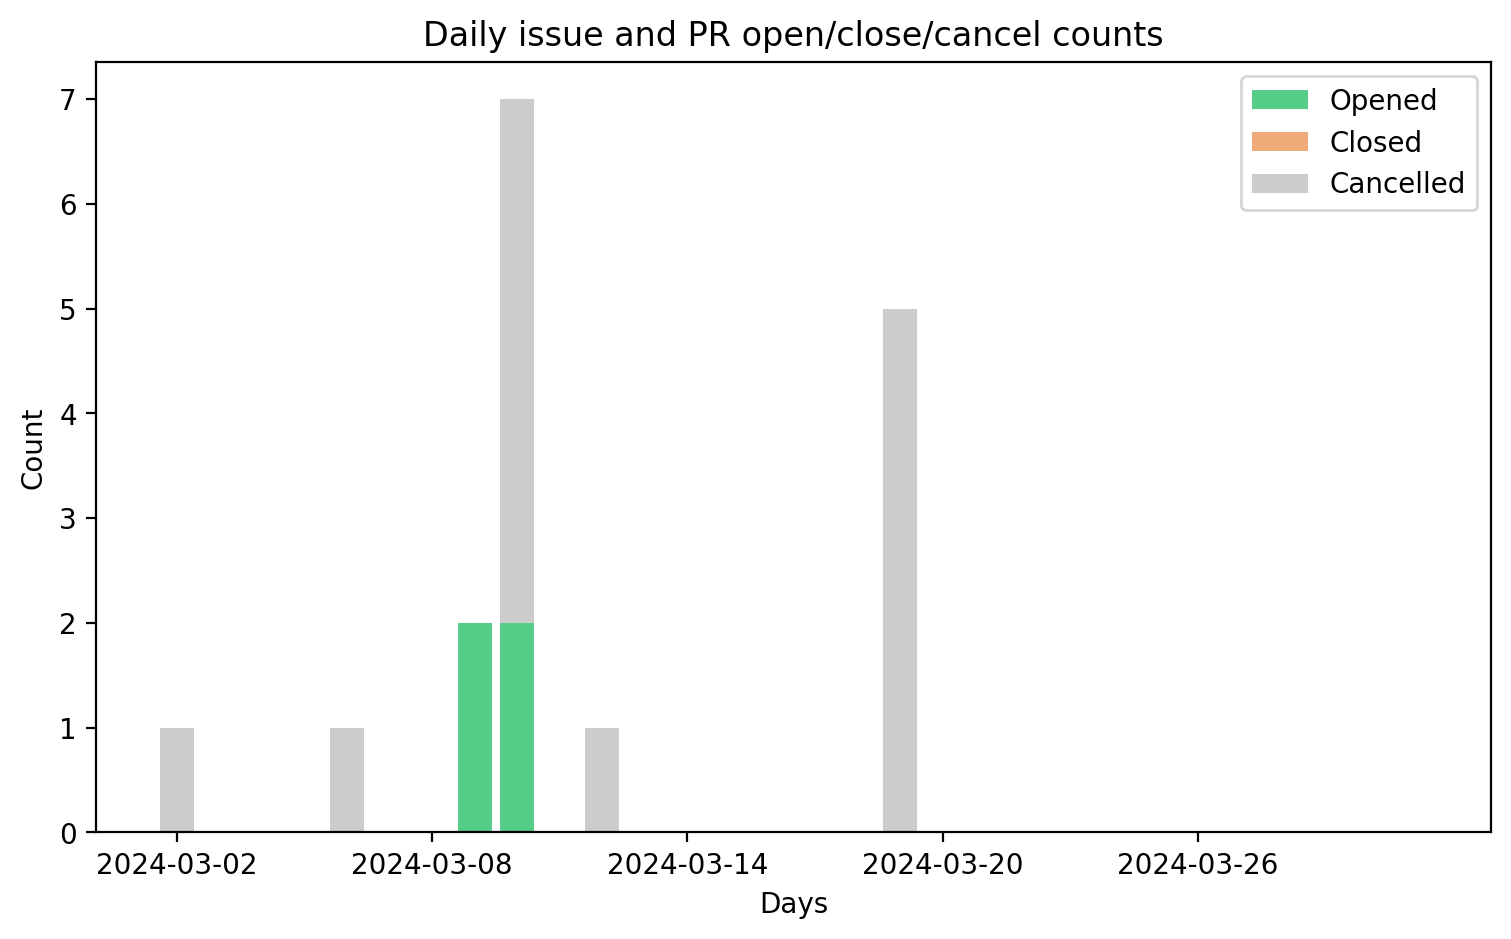 Daily issue and PR open/close/cancel counts
Opened
Closed
Cancelled
7
6
5
4
3
2
1
0
Count
2024-03-02
2024-03-08
2024-03-14
2024-03-20
2024-03-26
Days